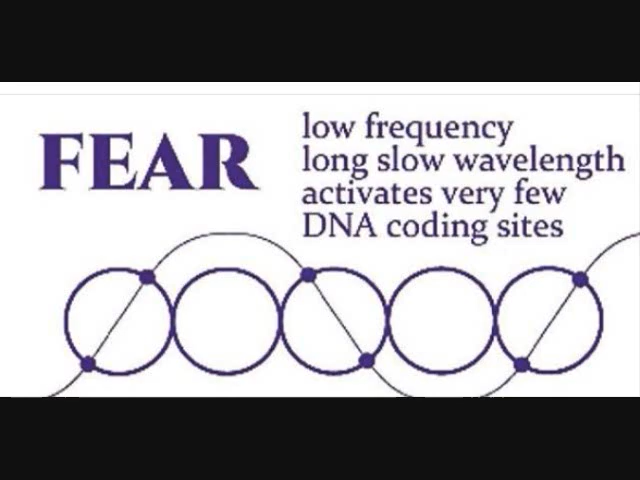 FEAR
low frequency
long slow wavelength
activates very few
DNA coding sites